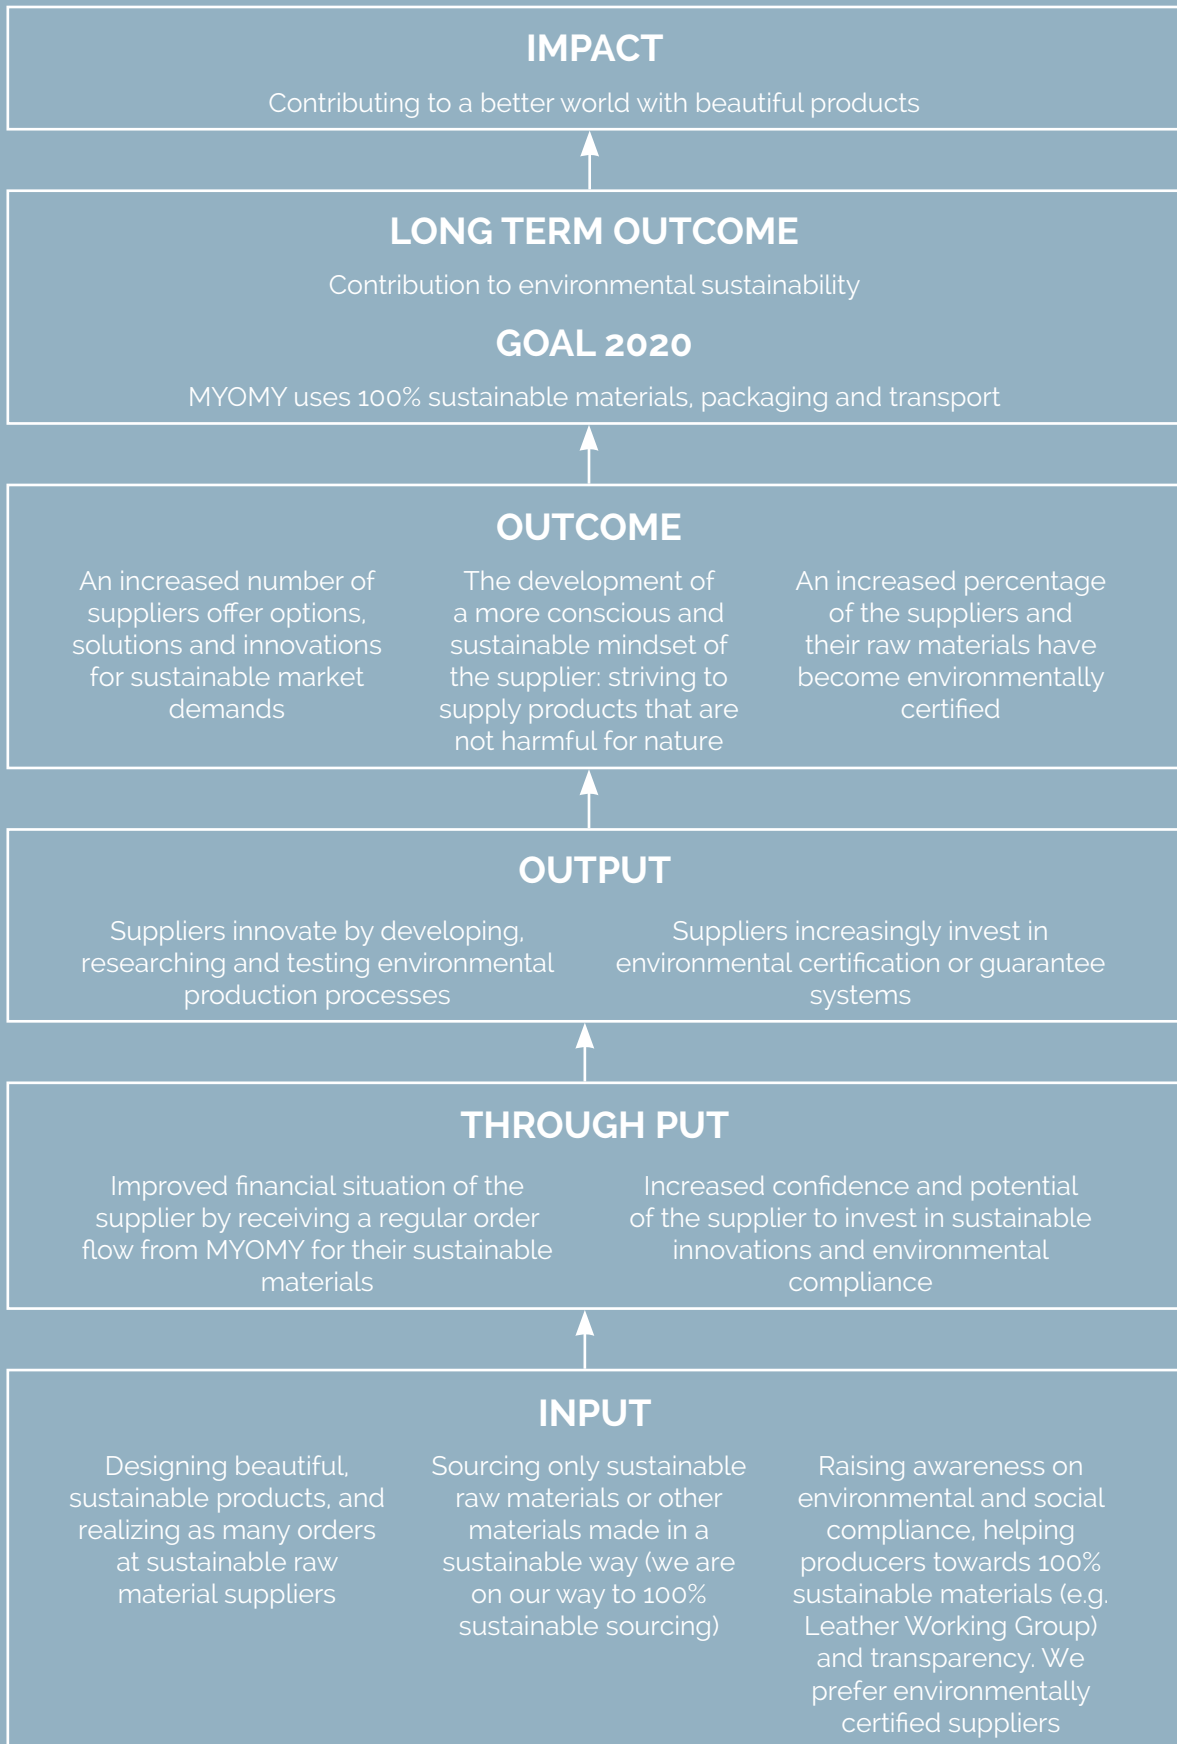 IMPACT
Contributing to a better world with beautiful products
LONG TERM OUTCOME
Contribution to environmental sustainability
GOAL 2020
MYOMY uses 100% sustainable materials, packaging and transport
OUTCOME
An increased number of
suppliers offer options,
solutions and innovations
for sustainable market
demands
The development of
a more conscious and
sustainable mindset of
the supplier: striving to
supply products that are
not harmful for nature
An increased percentage
of the suppliers and
their raw materials have
become environmentally
certified
OUTPUT
Suppliers innovate by developing,
researching and testing environmental
production processes
Suppliers increasingly invest in
environmental certification or guarantee
systems
THROUGH PUT
Improved financial situation of the
supplier by receiving a regular order
flow from MYOMY for their sustainable
materials
Increased confidence and potential
of the supplier to invest in sustainable
innovations and environmental
compliance
INPUT
Designing beautiful,
sustainable products, and
realizing as many orders
at sustainable raw
material suppliers
Sourcing only sustainable
raw materials or other
materials made in a
sustainable way (we are
on our way to 100%
sustainable sourcing)
Raising awareness on
environmental and social
compliance, helping
producers towards 100%
sustainable materials (e.g.
Leather Working Group)
and transparency. We
prefer environmentally
certified suppliers